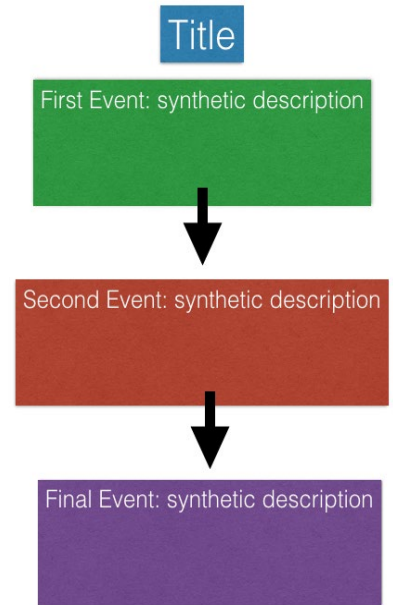 Title
First Event: synthetic description
Second Event: synthetic description
Final Event: synthetic description